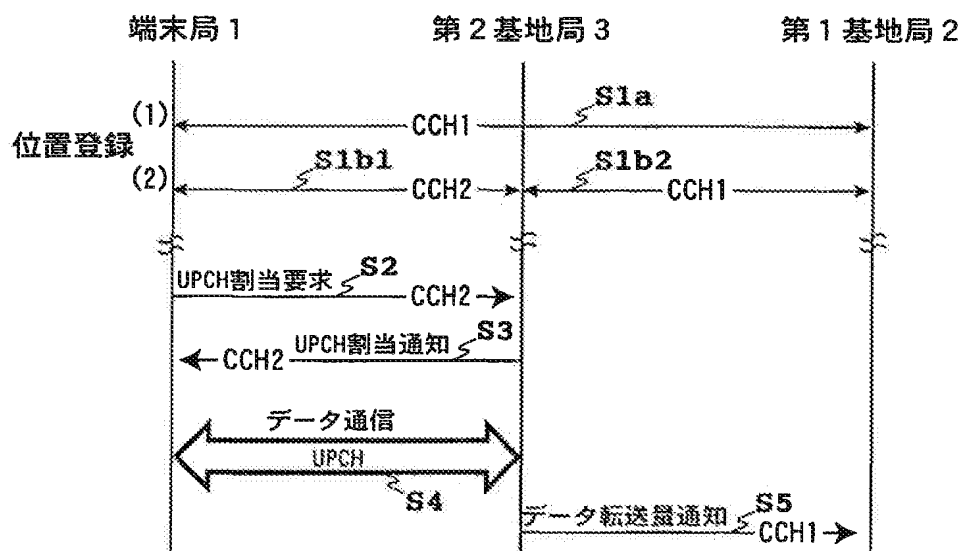 端末局1 第2基地局3 第1基地局2
(1) CCH1 S1a
位置登録
(2) S1b1 CCH2 S1b2 CCH1
UPCH割当要求 S2 CCH2
CCH2 UPCH割当通知 S3
データ通信
UPCH
S4
データ転送量通知 S5 CCH1